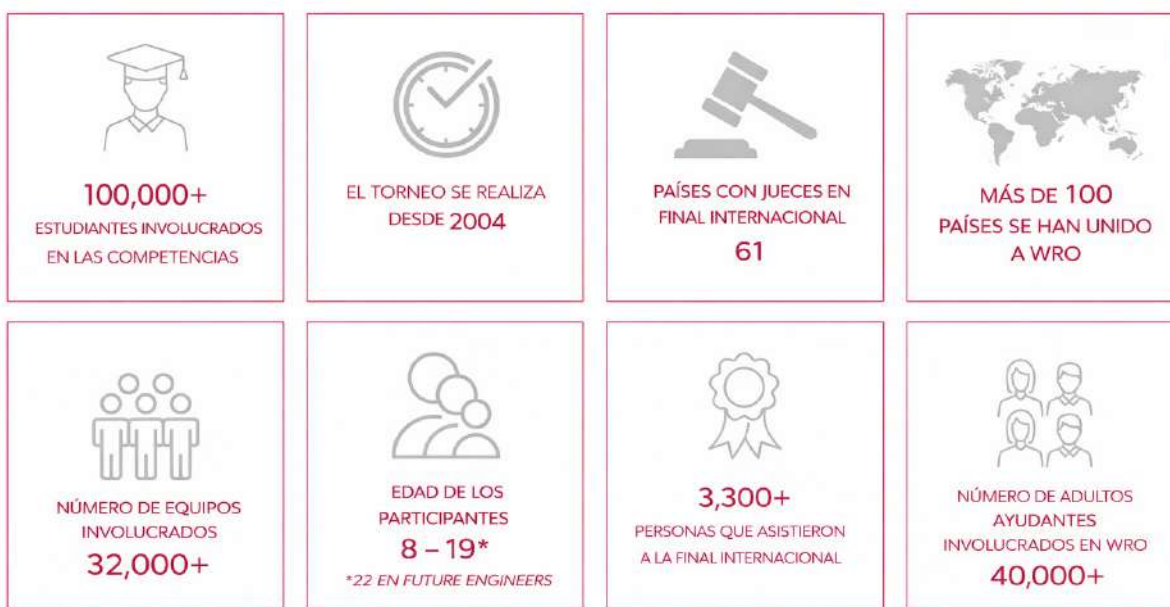 100,000+
ESTUDIANTES INVOLUCRADOS
EN LAS COMPETENCIAS
EL TORNEO SE REALIZA
DESDE 2004
PAÍSES CON JUECES EN
FINAL INTERNACIONAL
61
MÁS DE 100
PAÍSES SE HAN UNIDO
A WRO
NÚMERO DE EQUIPOS
INVOLUCRADOS
32,000+
EDAD DE LOS
PARTICIPANTES
8 – 19*
*22 EN FUTURE ENGINEERS
3,300+
PERSONAS QUE ASISTIERON
A LA FINAL INTERNACIONAL
NÚMERO DE ADULTOS
AYUDANTES
INVOLUCRADOS EN WRO
40,000+